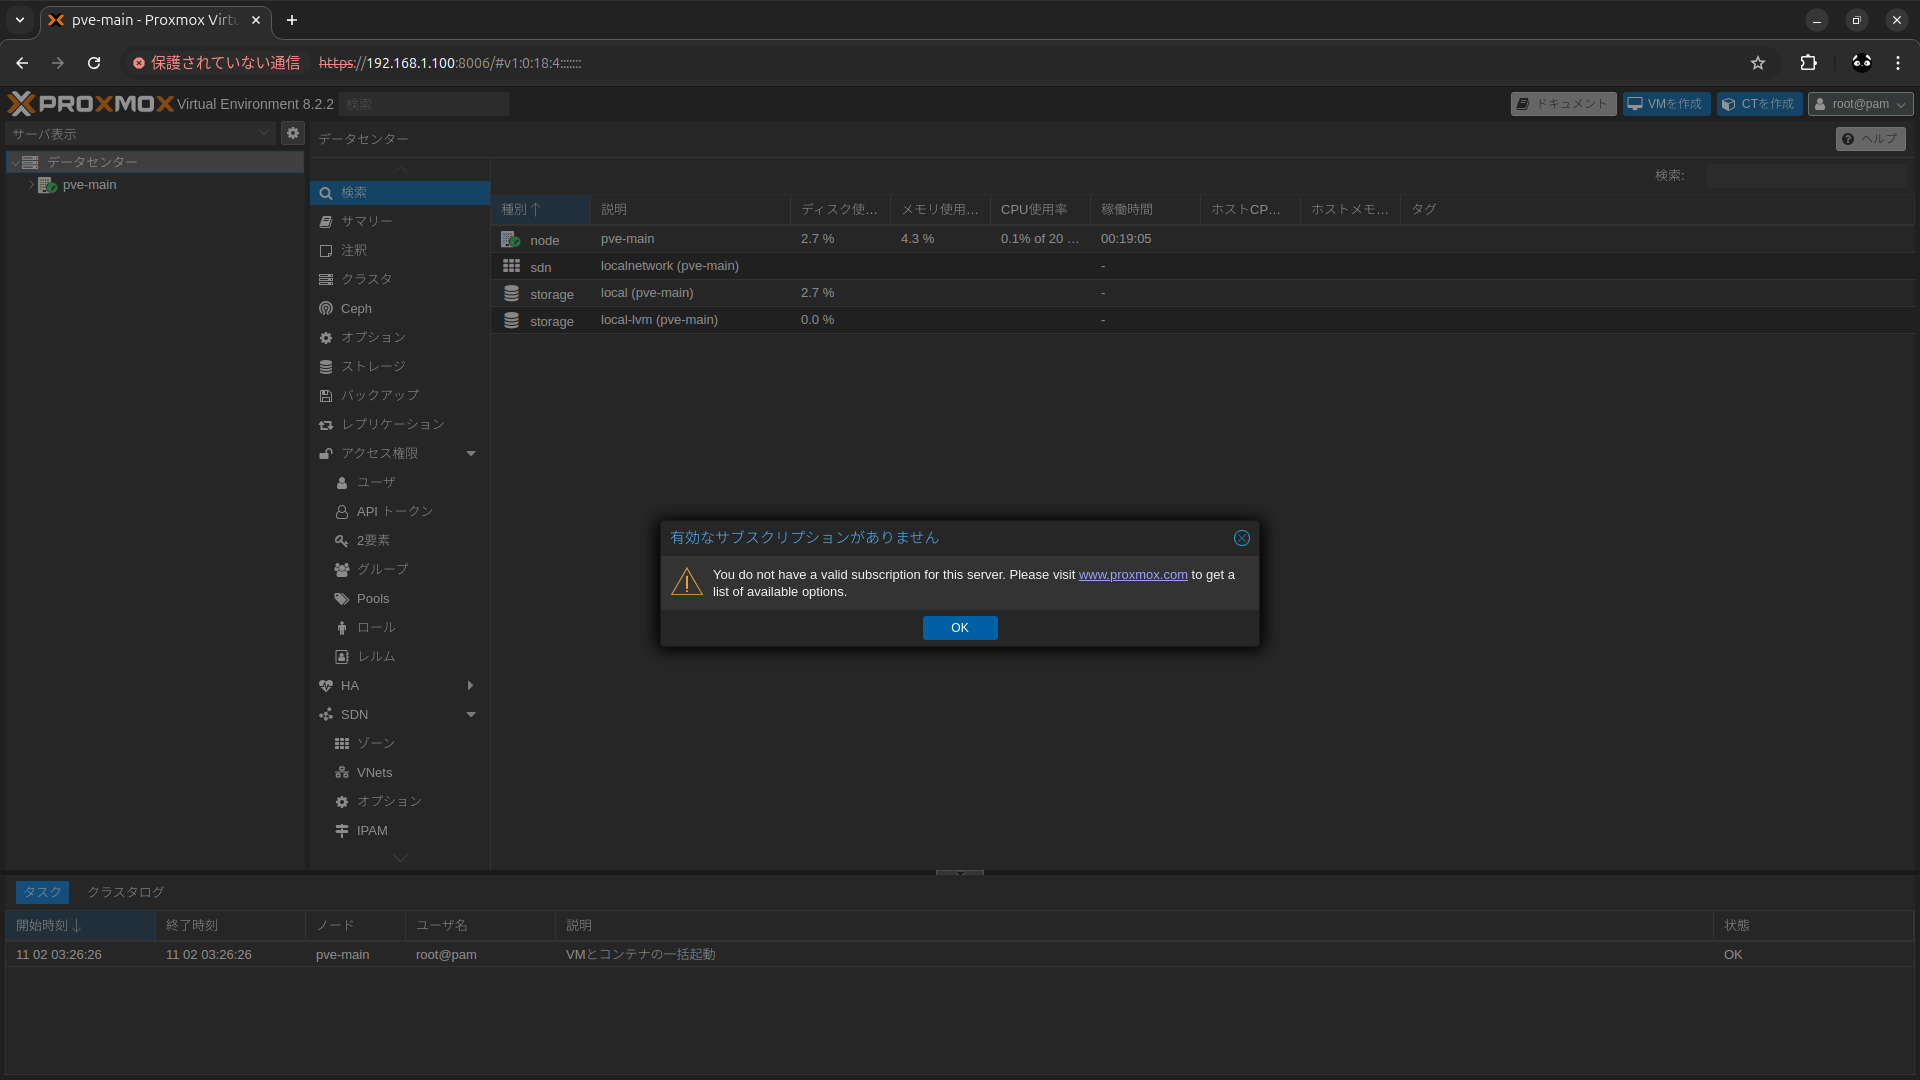 pve-main - Proxmox Virtu
保護されていない通信 https://192.168.1.100:8006/#v1:0:18:4:::::::
PROXMOX Virtual Environment 8.2.2 検索 ドキュメント VMを作成 CTを作成 root@pam
サーバ表示
データセンター
pve-main
データセンター ヘルプ
検索
サマリー
注釈
クラスタ
Ceph
オプション
ストレージ
バックアップ
レプリケーション
アクセス権限
ユーザ
API トークン
2要素
グループ
Pools
ロール
レルム
HA
SDN
ゾーン
VNets
オプション
IPAM
検索:
種別 説明 ディスク使... メモリ使用... CPU使用率 稼働時間 ホストCP... ホストメモ... タグ
node pve-main 2.7 % 4.3 % 0.1% of 20 ... 00:19:05
sdn localnetwork (pve-main) -
storage local (pve-main) 2.7 % -
storage local-lvm (pve-main) 0.0 % -
有効なサブスクリプションがありません
You do not have a valid subscription for this server. Please visit www.proxmox.com to get a
list of available options.
OK
タスク クラスタログ
開始時刻 終了時刻 ノード ユーザ名 説明 状態
11 02 03:26:26 11 02 03:26:26 pve-main root@pam VMとコンテナの一括起動 OK